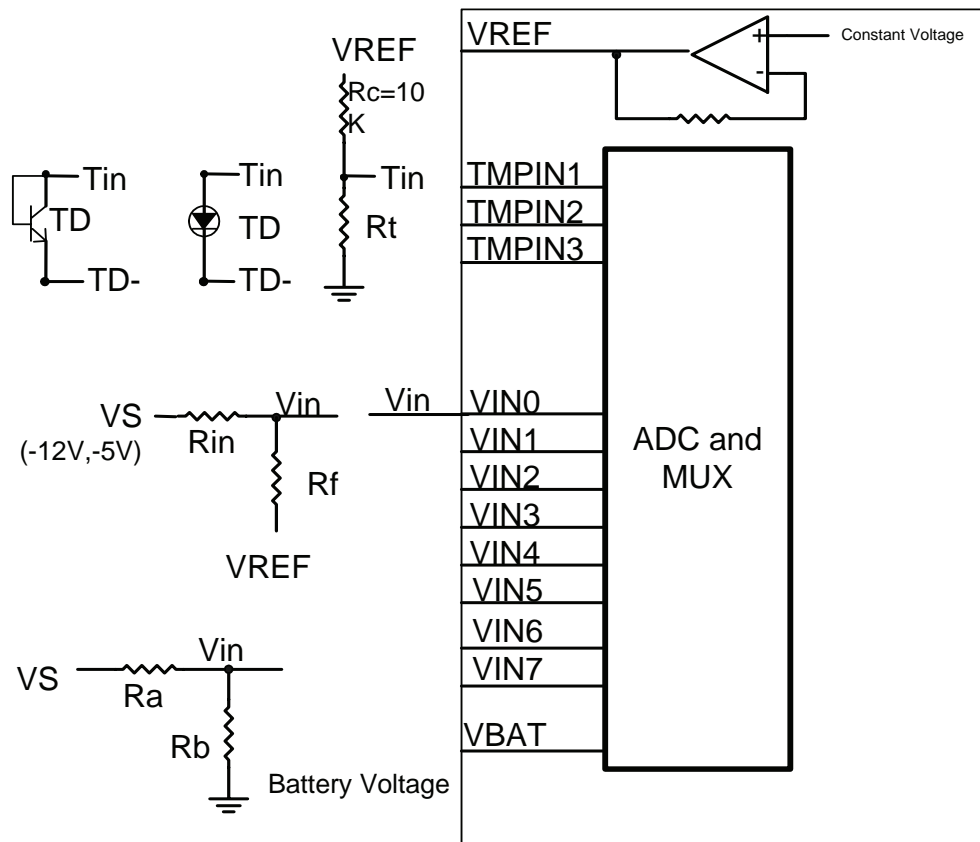 VREF
Constant Voltage
+
-
VREF
Rc=10
K
Tin
Rt
Tin
TD
TD-
Tin
TD
TD-
TMPIN1
TMPIN2
TMPIN3
VS
(-12V,-5V)
Rin
Vin
Rf
VREF
Vin
VIN0
VIN1
VIN2
VIN3
VIN4
VIN5
VIN6
VIN7
VBAT
ADC and
MUX
VS
Ra
Vin
Rb
Battery Voltage